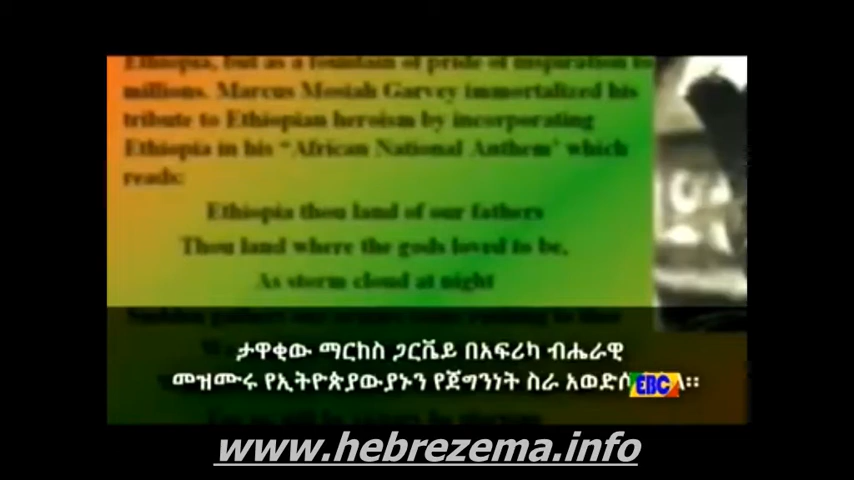 Ethiopia, but as a fountain of pride of inspiration to
millions. Marcus Mosiah Garvey immortalized his
tribute to Ethiopian heroism by incorporating
Ethiopia in his “African National Anthem’ which
reads:
Ethiopia thou land of our fathers
Thou land where the gods loved to be,
As storm cloud at night
ታዋቂው ማርከስ ጋርቬይ በአፍሪካ ብሔራዊ
መዝሙሩ የኢትዮጵያውያኑን የጀግንነት ስራ
EBC
www.hebrezema.info